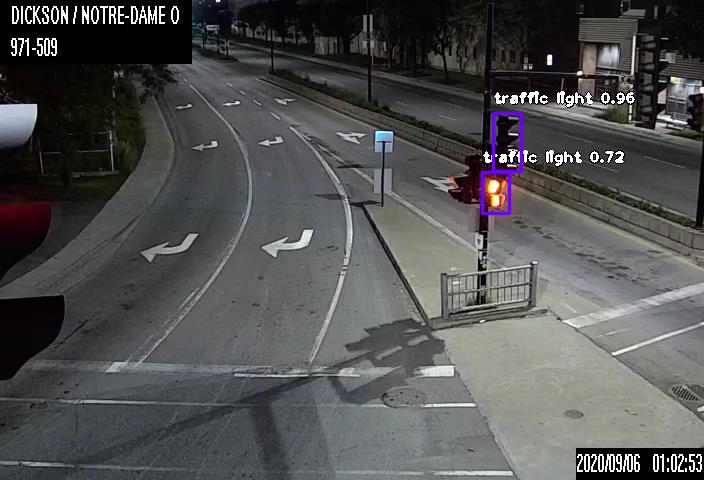 DICKSON / NOTRE-DAME O
971-509
traffic light 0.96
traffic light 0.72
2020/09/06 01:02:53